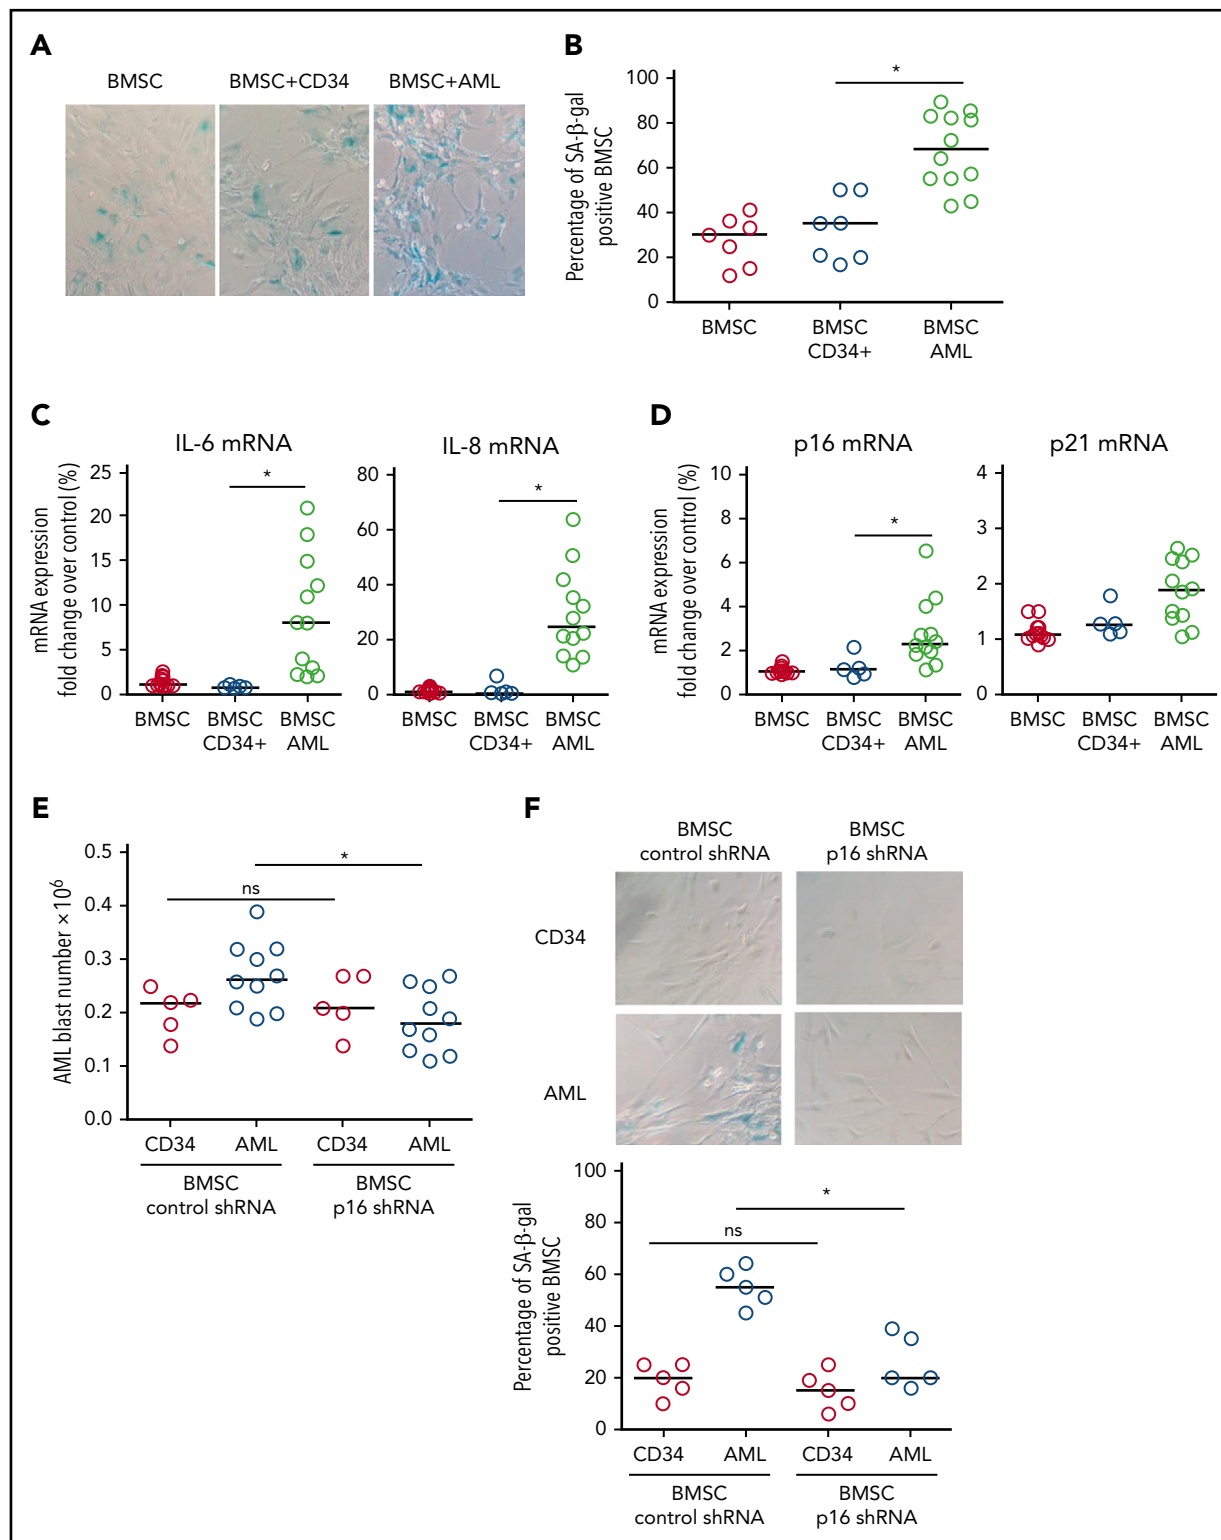 A
BMSC
BMSC+CD34
BMSC+AML
B
Percentage of SA-β-gal
positive BMSC
100
80
60
40
20
0
*
BMSC
BMSC
CD34+
BMSC
AML
C
IL-6 mRNA
mRNA expression
fold change over control (%)
25
20
15
10
5
0
*
BMSC
BMSC
CD34+
BMSC
AML
IL-8 mRNA
80
60
40
20
0
*
BMSC
BMSC
CD34+
BMSC
AML
D
p16 mRNA
mRNA expression
fold change over control (%)
10
8
6
4
2
0
*
BMSC
BMSC
CD34+
BMSC
AML
p21 mRNA
4
3
2
1
0
BMSC
BMSC
CD34+
BMSC
AML
E
AML blast number ×10⁶
0.5
0.4
0.3
0.2
0.1
0.0
*
ns
CD34
AML
CD34
AML
BMSC
control shRNA
BMSC
p16 shRNA
F
BMSC
control shRNA
BMSC
p16 shRNA
CD34
AML
Percentage of SA-β-gal
positive BMSC
100
80
60
40
20
0
*
ns
CD34
AML
CD34
AML
BMSC
control shRNA
BMSC
p16 shRNA